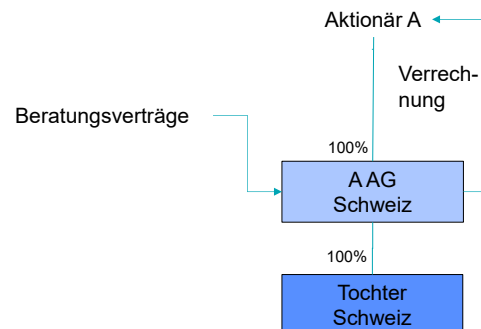 Aktionär A
Verrech-
nung
Beratungsverträge
100%
A AG
Schweiz
100%
Tochter
Schweiz